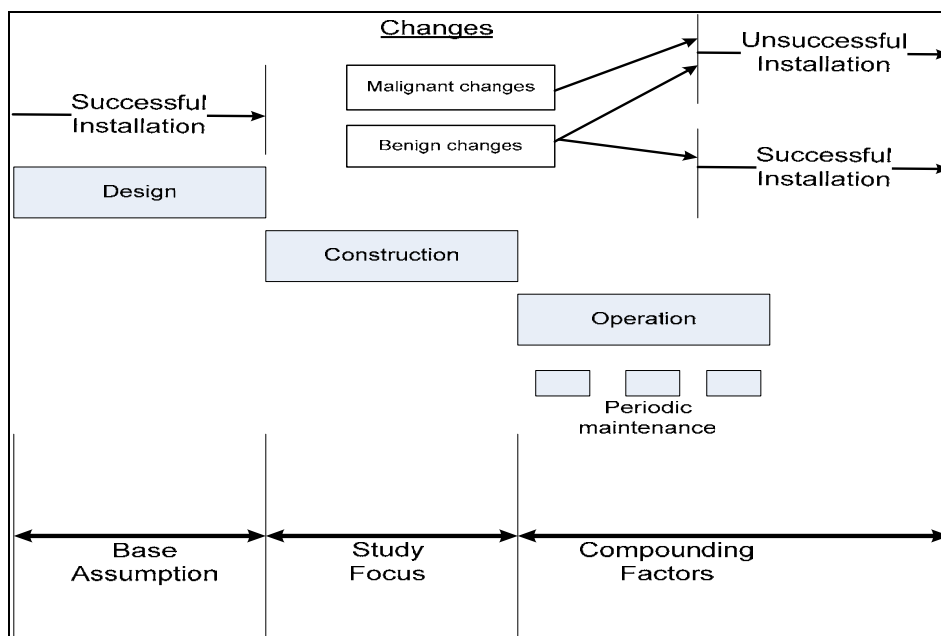 Changes
Successful
Installation
Malignant changes
Benign changes
Unsuccessful
Installation
Successful
Installation
Design
Construction
Operation
Periodic
maintenance
Base
Assumption
Study
Focus
Compounding
Factors